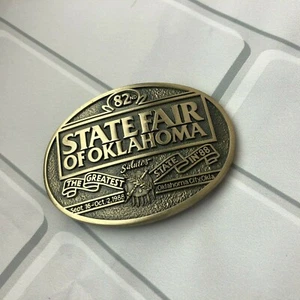 82ND
STATE FAIR
OF OKLAHOMA
Salutes
THE GREATEST STATE IN '88
Sept. 16-Oct. 2, 1988 Oklahoma City, Okla.